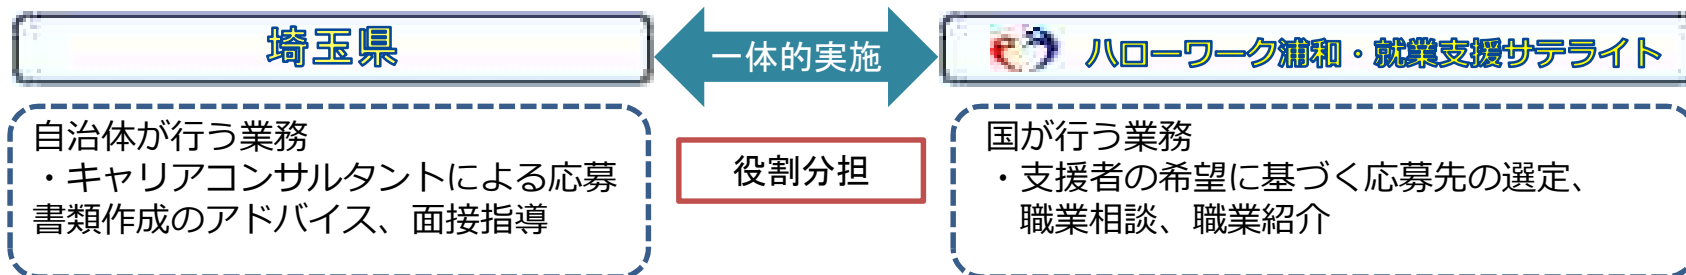 埼玉県
一体的実施
ハローワーク浦和・就業支援サテライト
自治体が行う業務
・キャリアコンサルタントによる応募
書類作成のアドバイス、面接指導
役割分担
国が行う業務
・支援者の希望に基づく応募先の選定、
職業相談、職業紹介